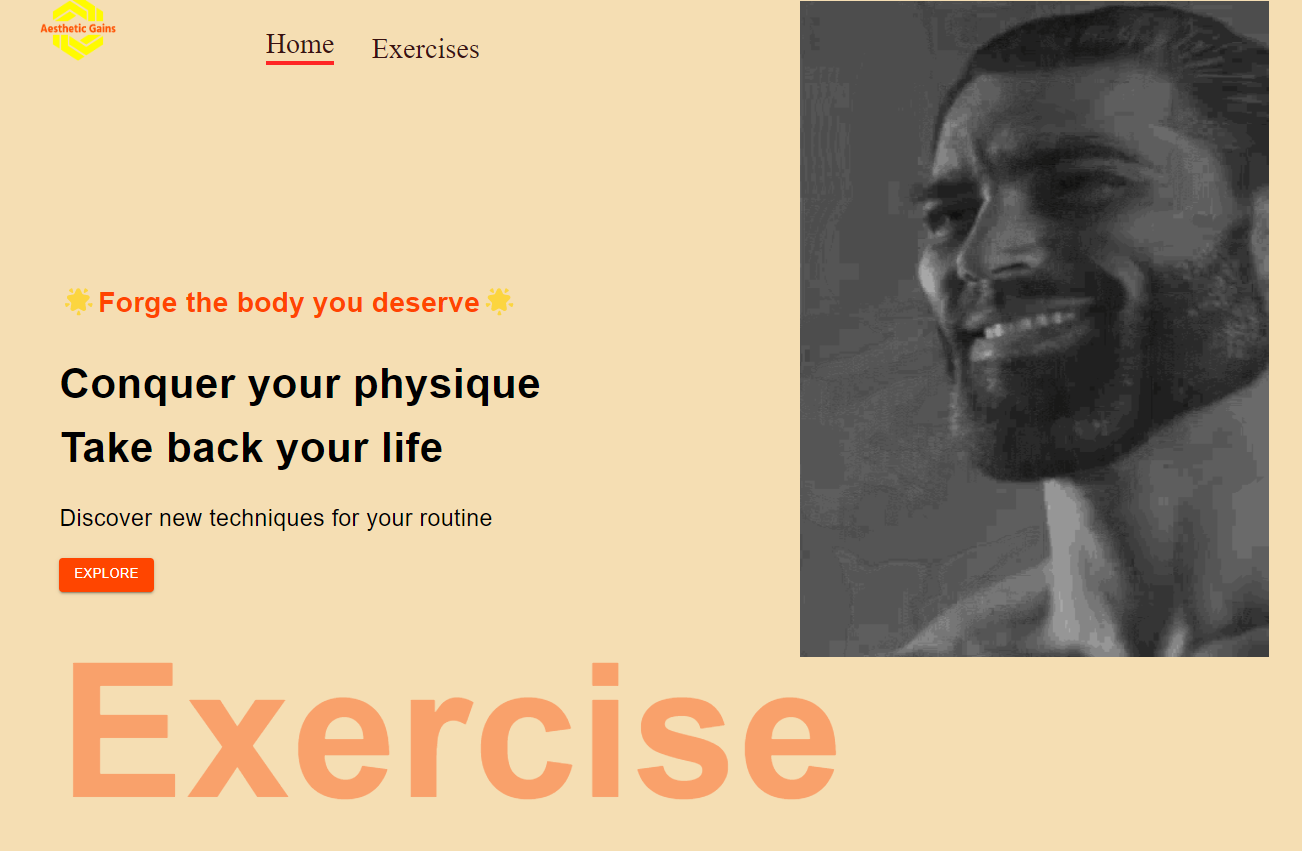 Aesthetic Gains
Home
Exercises
🌟Forge the body you deserve🌟
Conquer your physique
Take back your life
Discover new techniques for your routine
EXPLORE
Exercise